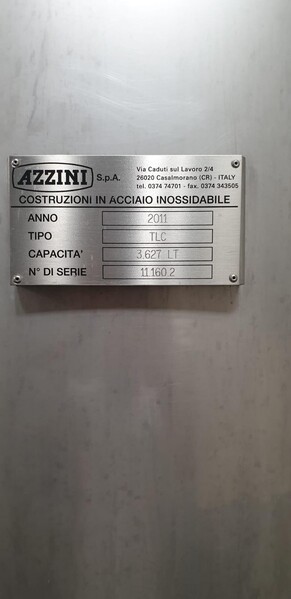 AZZINI S.p.A.
Via Caduti sul Lavoro 2/4
26020 Casalmorano (CR) - ITALY
tel. 0374 74701 - fax. 0374 343505
COSTRUZIONI IN ACCIAIO INOSSIDABILE
ANNO 2011
TIPO TLC
CAPACITA' 3.627 LT
N° DI SERIE 11.160.2